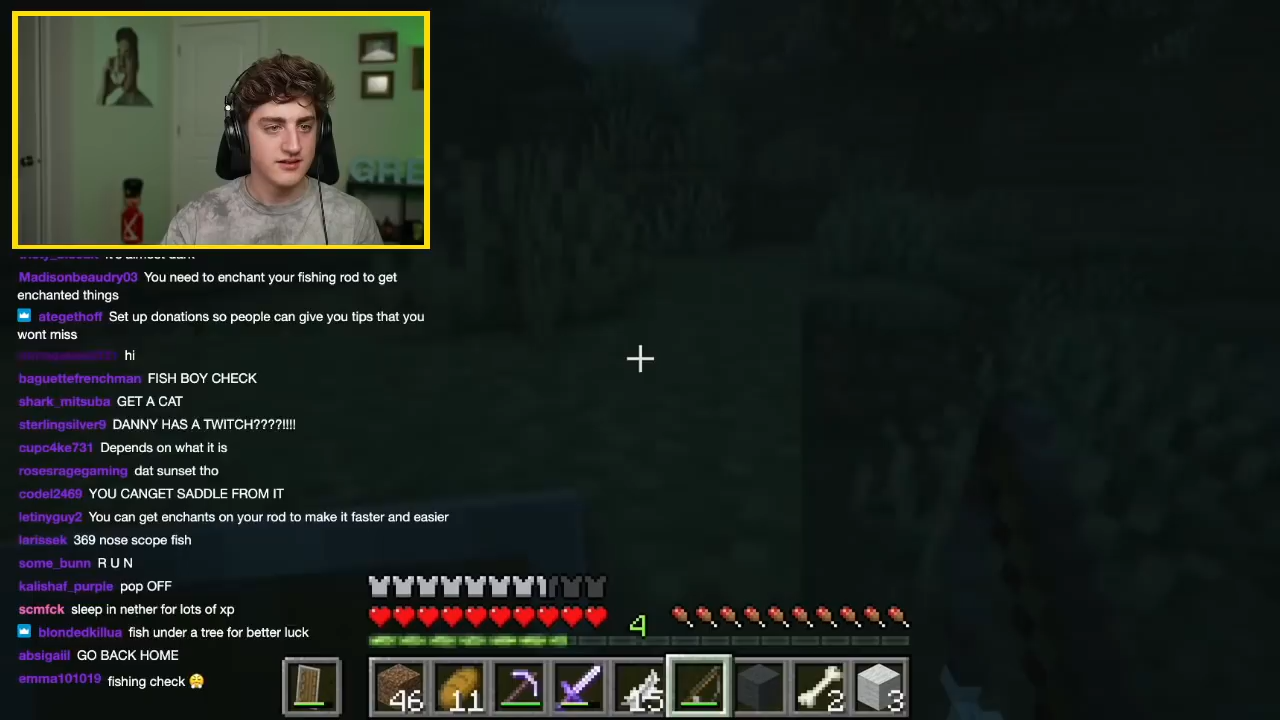 GRE
it's almost dark
Madisonbeaudry03 You need to enchant your fishing rod to get
enchanted things
ategethoff Set up donations so people can give you tips that you
wont miss
hi
baguettefrenchman FISH BOY CHECK
shark_mitsuba GET A CAT
sterlingsilver9 DANNY HAS A TWITCH????!!!!
cupc4ke731 Depends on what it is
rosesragegaming dat sunset tho
codel2469 YOU CANGET SADDLE FROM IT
letinyguy2 You can get enchants on your rod to make it faster and easier
larissek 369 nose scope fish
some_bunn R U N
kalishaf_purple pop OFF
scmfck sleep in nether for lots of xp
blondedkillua fish under a tree for better luck
absigaiil GO BACK HOME
emma101019 fishing check 😤
4
46 11 15 2 3